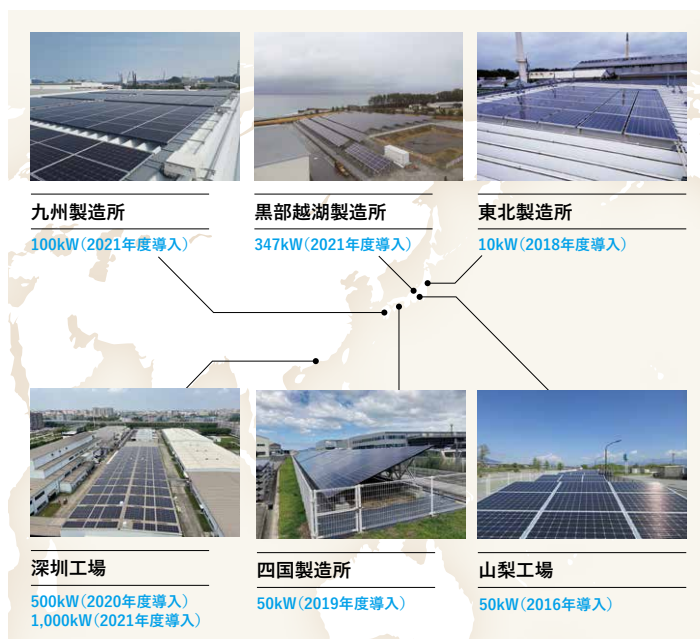 九州製造所
100kW（2021年度導入）
黒部越湖製造所
347kW（2021年度導入）
東北製造所
10kW（2018年度導入）
深圳工場
500kW（2020年度導入）
1,000kW（2021年度導入）
四国製造所
50kW（2019年度導入）
山梨工場
50kW（2016年導入）